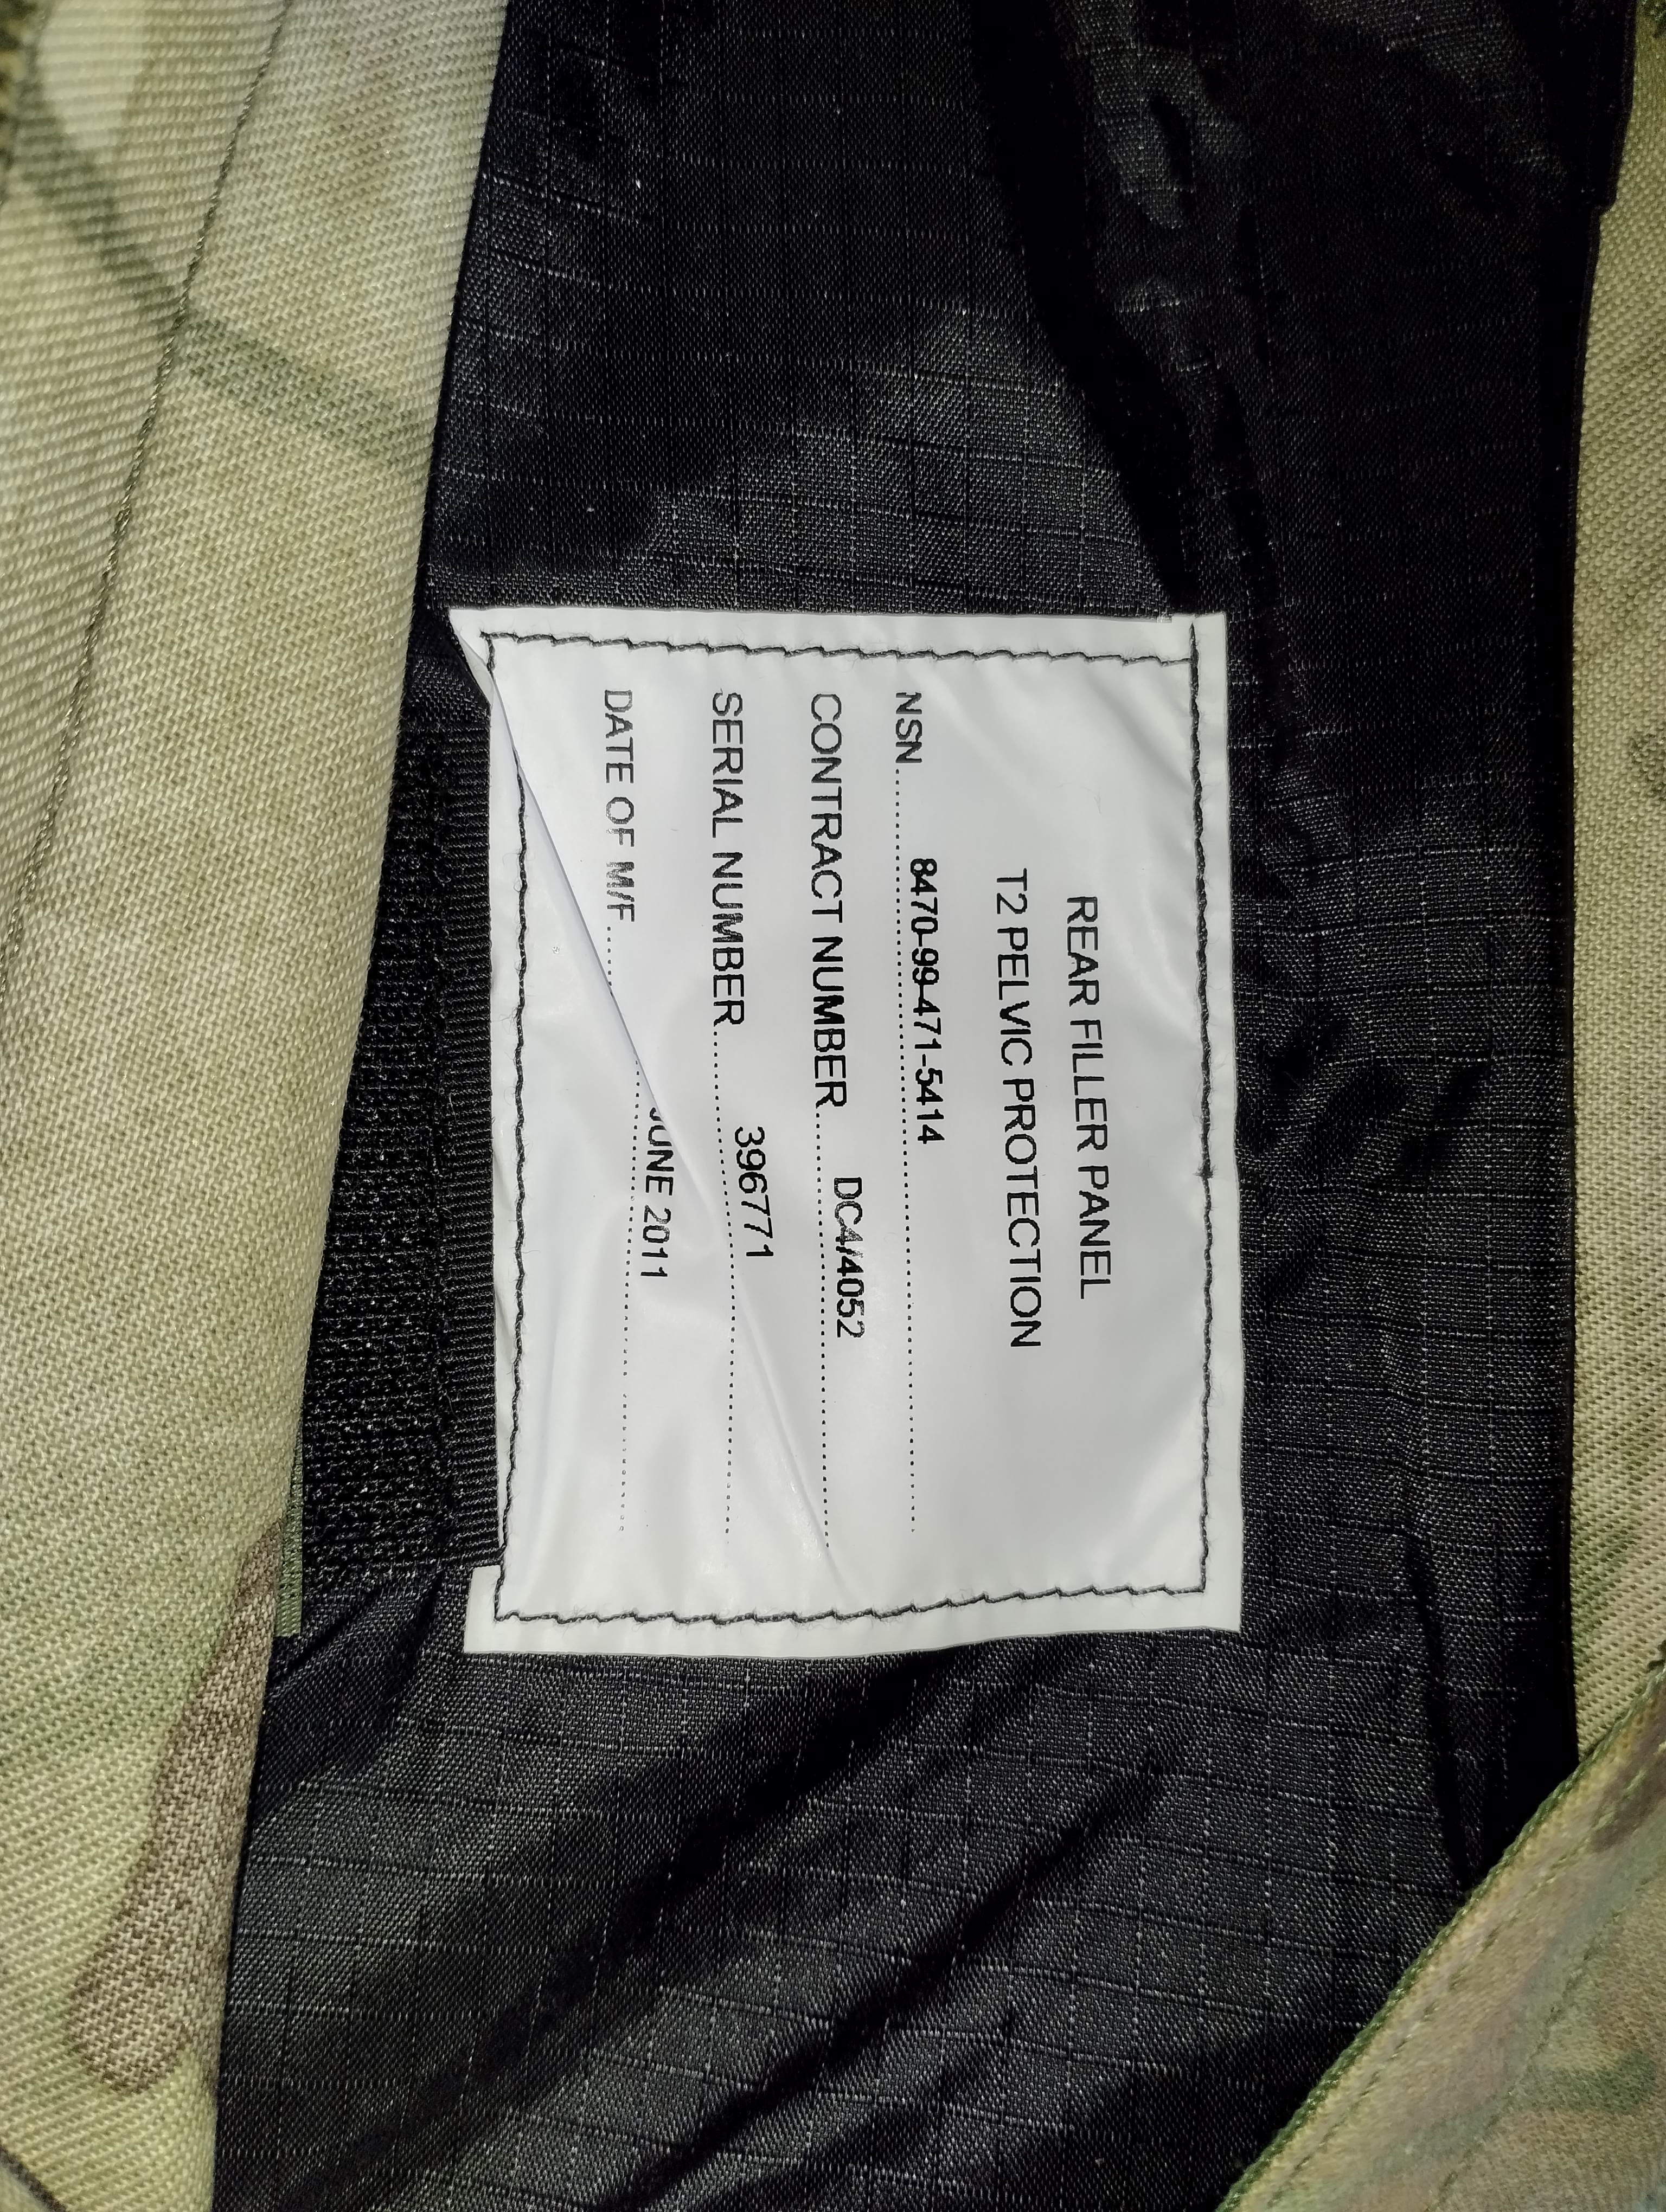 REAR FILLER PANEL
T2 PELVIC PROTECTION
NSN.......8470-99-471-5414.......
CONTRACT NUMBER.......DC4/4052.......
SERIAL NUMBER.......396771.......
DATE OF M/F.......JUNE 2011.......